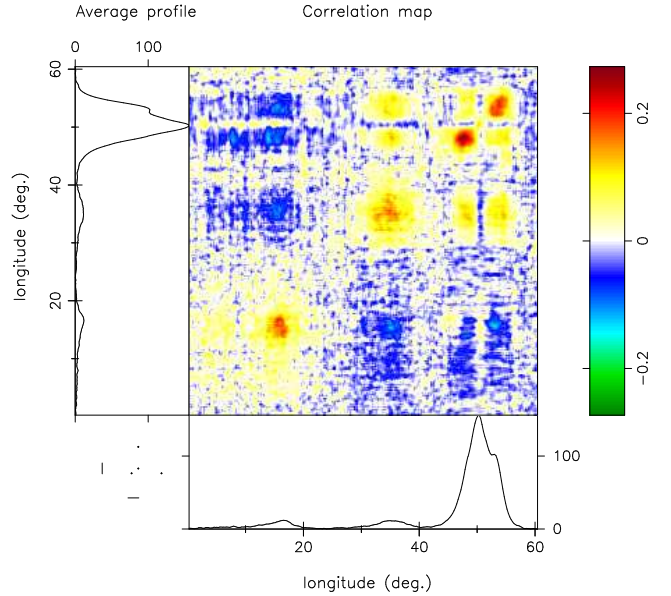 Average profile
Correlation map
0 100
60
40
20
longitude (deg.)
0.2
0
−0.2
100
0
20 40 60
longitude (deg.)